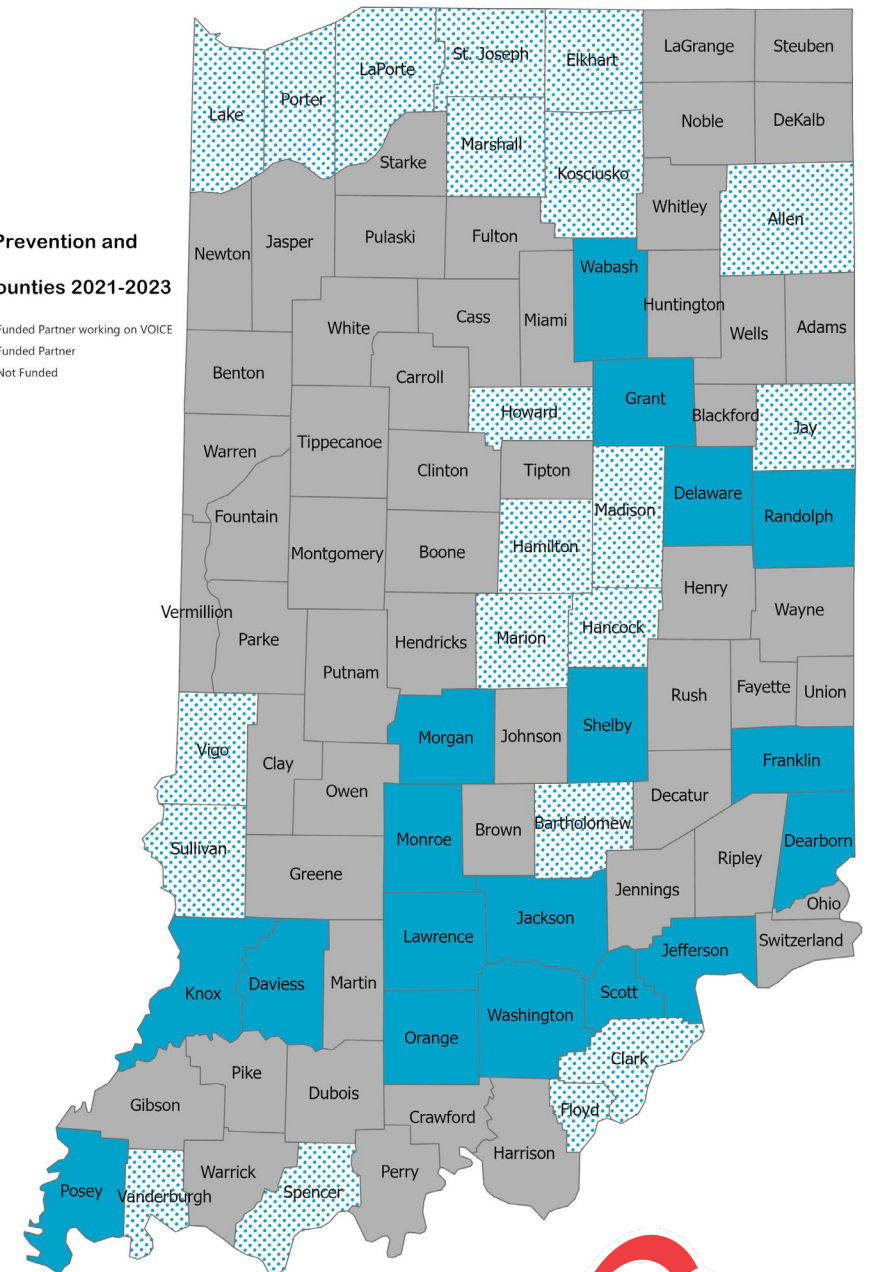 St. Joseph
Elkhart
LaGrange
Steuben
LaPorte
Porter
Lake
Noble
DeKalb
Marshall
Starke
Kosciusko
Whitley
Allen
Prevention and
Newton
Jasper
Pulaski
Fulton
Wabash
ounties 2021-2023
Huntington
Funded Partner working on VOICE
White
Cass
Miami
Wells
Adams
Funded Partner
Not Funded
Benton
Carroll
Grant
Howard
Blackford
Jay
Warren
Tippecanoe
Clinton
Tipton
Delaware
Madison
Randolph
Fountain
Montgomery
Boone
Hamilton
Henry
Vermillion
Wayne
Parke
Hendricks
Marion
Hancock
Putnam
Rush
Fayette
Union
Morgan
Johnson
Shelby
Vigo
Clay
Franklin
Owen
Decatur
Monroe
Brown
Bartholomew
Dearborn
Sullivan
Greene
Ripley
Jennings
Ohio
Jackson
Lawrence
Jefferson
Switzerland
Knox
Daviess
Martin
Scott
Washington
Orange
Clark
Pike
Dubois
Gibson
Crawford
Floyd
Harrison
Posey
Vanderburgh
Warrick
Spencer
Perry